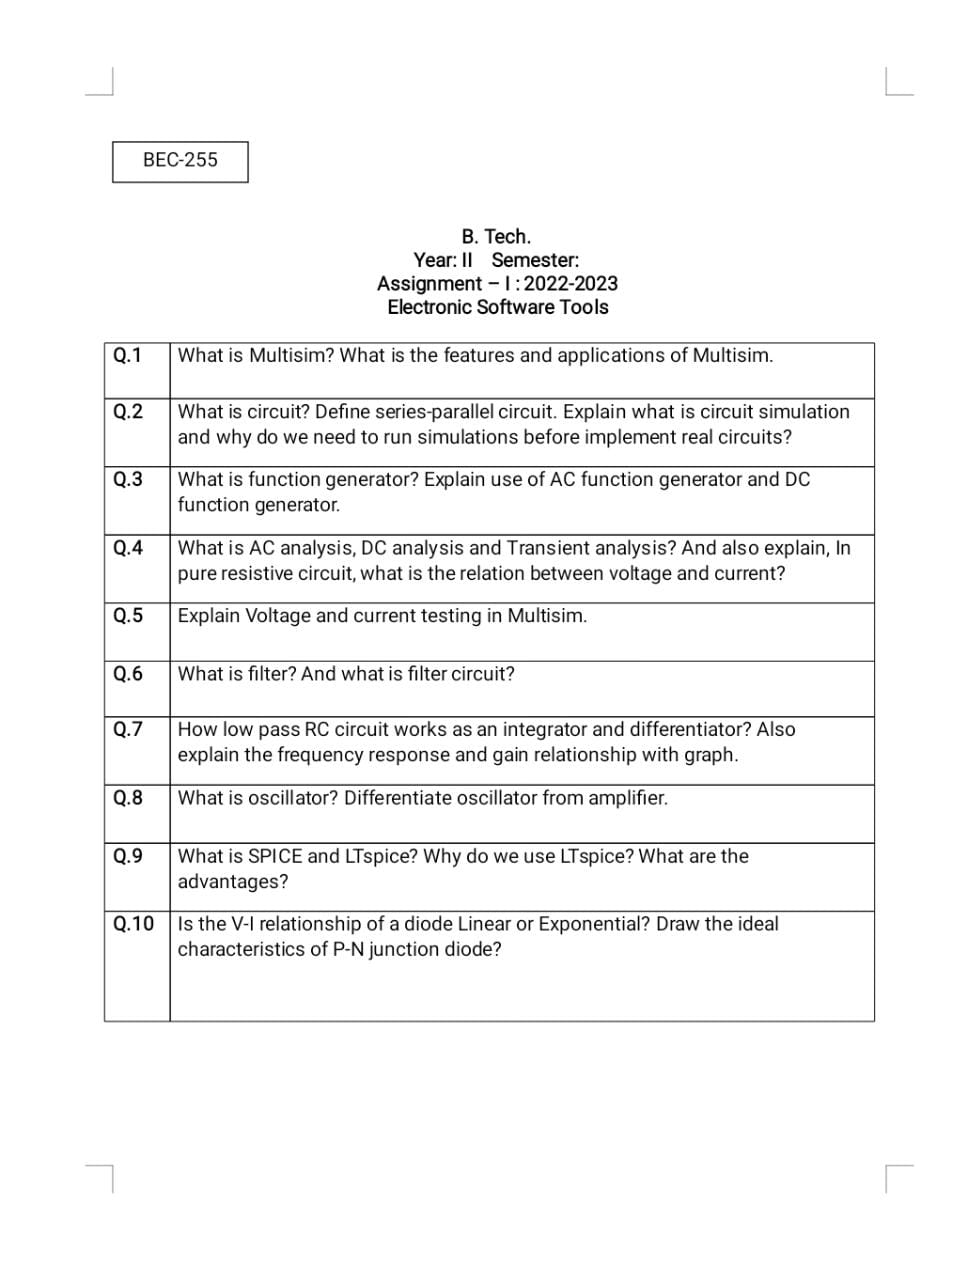 BEC-255
B. Tech.
Year: II Semester:
Assignment – I : 2022-2023
Electronic Software Tools
Q.1 What is Multisim? What is the features and applications of Multisim.
Q.2 What is circuit? Define series-parallel circuit. Explain what is circuit simulation
and why do we need to run simulations before implement real circuits?
Q.3 What is function generator? Explain use of AC function generator and DC
function generator.
Q.4 What is AC analysis, DC analysis and Transient analysis? And also explain, In
pure resistive circuit, what is the relation between voltage and current?
Q.5 Explain Voltage and current testing in Multisim.
Q.6 What is filter? And what is filter circuit?
Q.7 How low pass RC circuit works as an integrator and differentiator? Also
explain the frequency response and gain relationship with graph.
Q.8 What is oscillator? Differentiate oscillator from amplifier.
Q.9 What is SPICE and LTspice? Why do we use LTspice? What are the
advantages?
Q.10 Is the V-I relationship of a diode Linear or Exponential? Draw the ideal
characteristics of P-N junction diode?